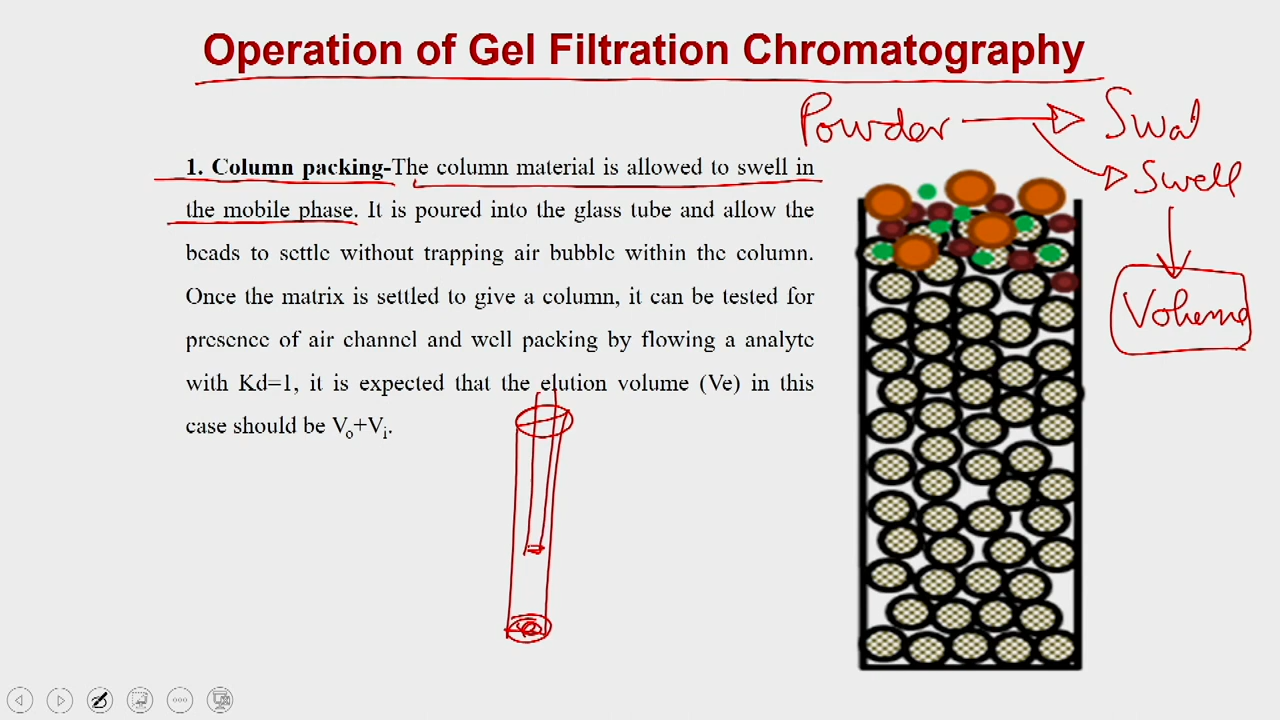 Operation of Gel Filtration Chromatography
Powder
Swal
Swell
Volume
1. Column packing-The column material is allowed to swell in
the mobile phase. It is poured into the glass tube and allow the
beads to settle without trapping air bubble within the column.
Once the matrix is settled to give a column, it can be tested for
presence of air channel and well packing by flowing a analyte
with Kd=1, it is expected that the elution volume (Ve) in this
case should be Vo+Vi.